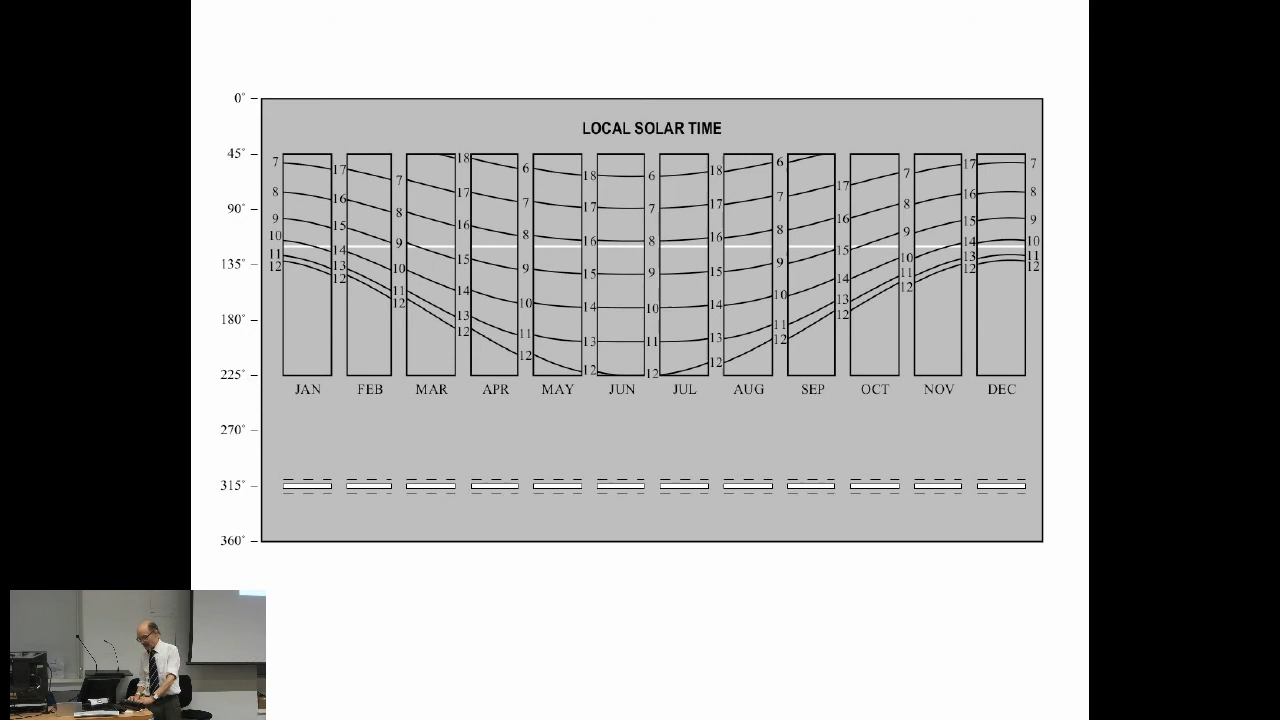 0°
LOCAL SOLAR TIME
45°
18 6 18 6 18 6
7 17 7 17 7 17 7 17 7 17 7 17 7
90°
8 16 8 16 8 16 8 16 8 16 8 16 8
9 15 9 15 9 15 9 15 9 15 9 15 9
10 14 10 14 10 14 10 14 10 14 10 14 10
135°
11 13 11 13 11 13 11 13 11 13 11 13 11
12 12 12 12 12 12 12 12 12 12 12 12 12
180°
225°
JAN FEB MAR APR MAY JUN JUL AUG SEP OCT NOV DEC
270°
315°
360°